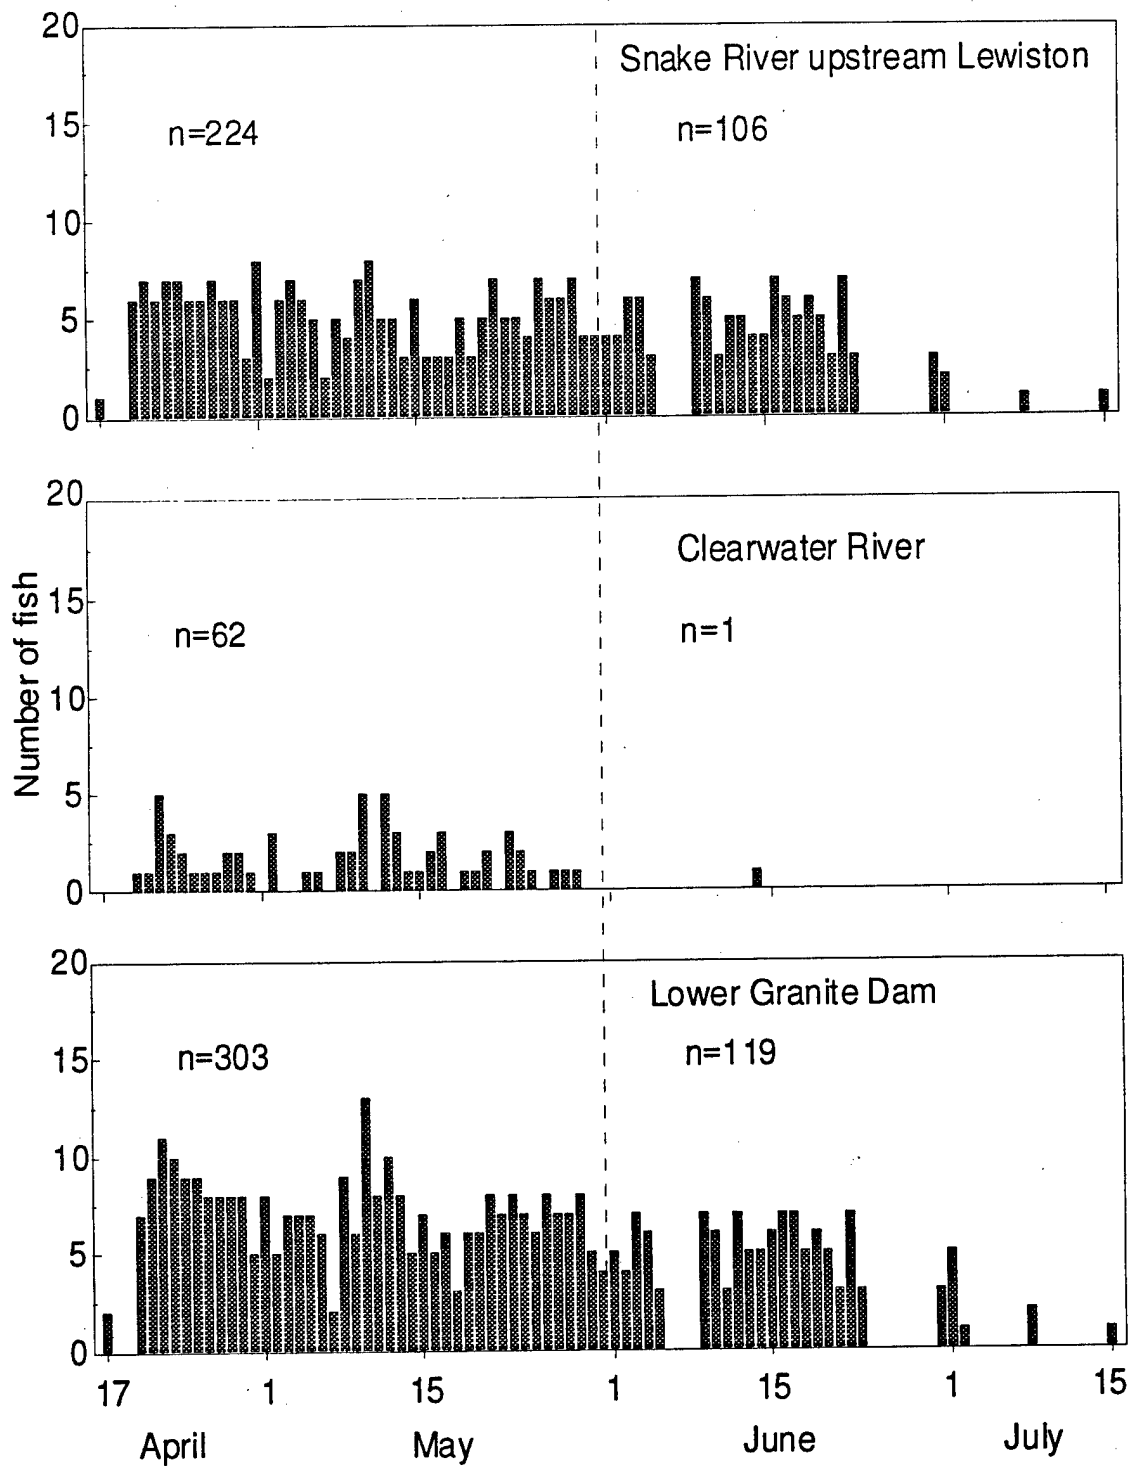 20
Snake River upstream Lewiston
15
n=224
n=106
10
5
0
20
Clearwater River
15
n=62
n=1
10
5
0
Number of fish
20
Lower Granite Dam
15
n=303
n=119
10
5
0
17 1 15 1 15 1 15
April May June July